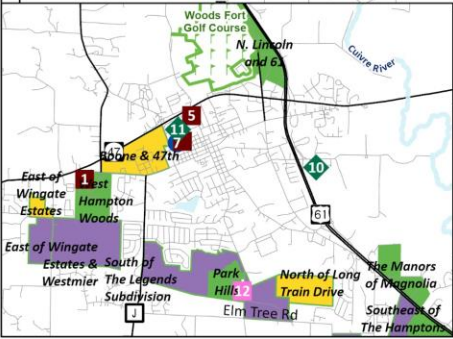 Woods Fort
Golf Course
N. Lincoln
and 61
Cuivre River
5
11
7
47
Boone & 47th
10
1
East of
Wingate
Estates
West
Hampton
Woods
61
East of Wingate
Estates &
Westmier
South of
The Legends
Subdivision
Park
Hills
12
North of Long
Train Drive
The Manors
of Magnolia
J
Elm Tree Rd
Southeast of
The Hamptons